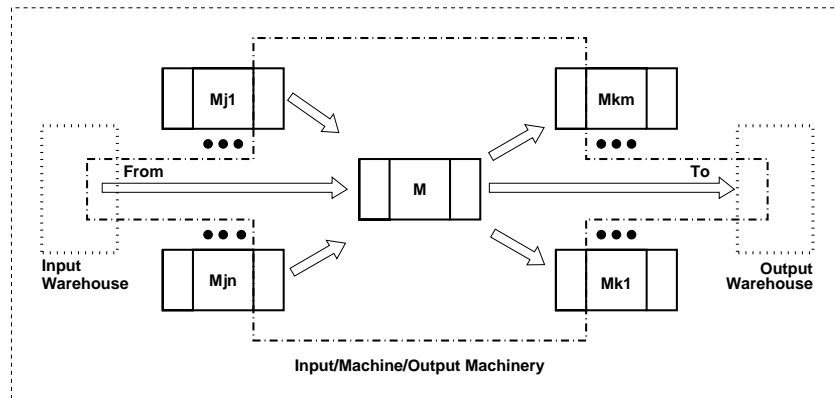 Mj1
Mkm
From
To
M
Input
Warehouse
Mjn
Mk1
Output
Warehouse
Input/Machine/Output Machinery